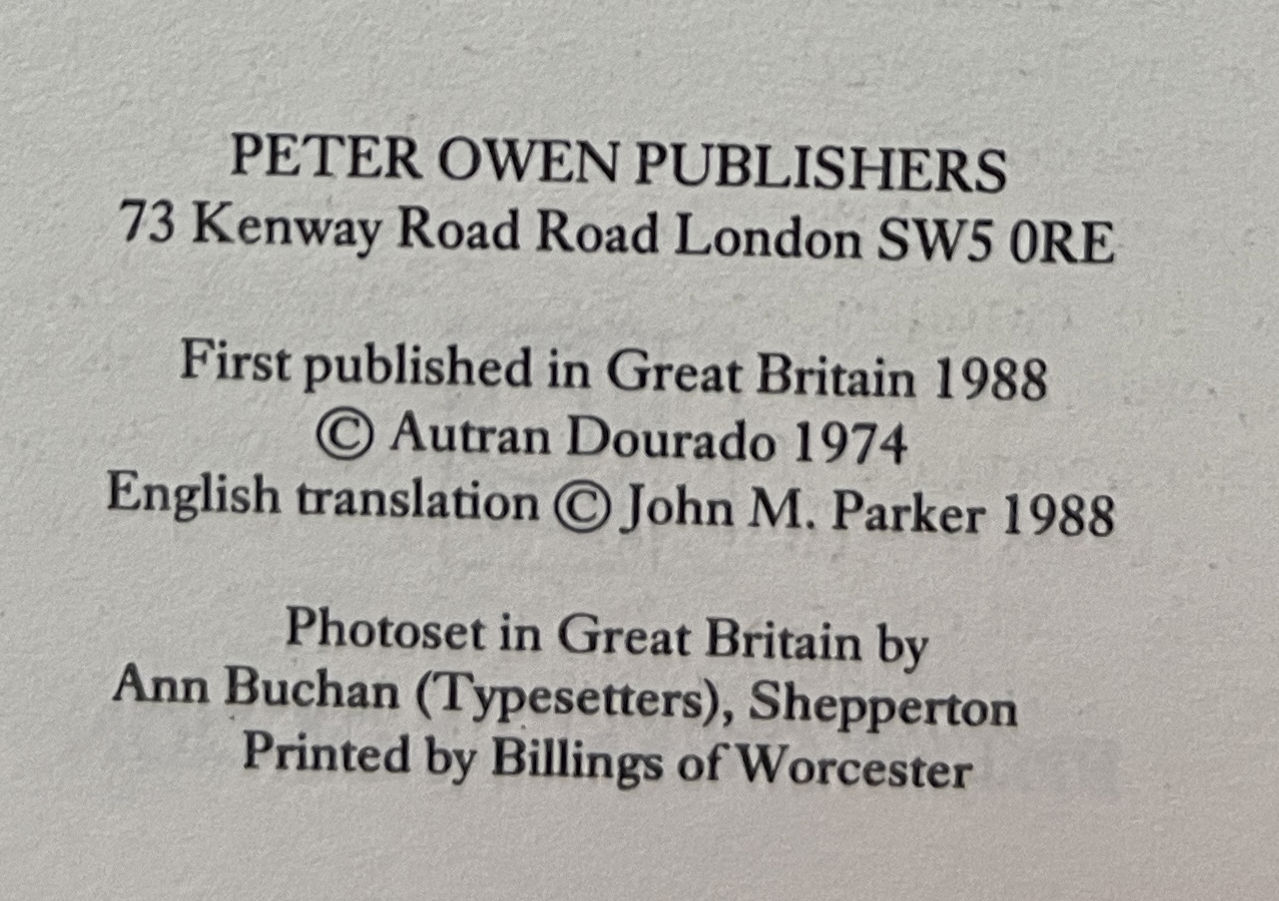 PETER OWEN PUBLISHERS
73 Kenway Road Road London SW5 0RE
First published in Great Britain 1988
© Autran Dourado 1974
English translation © John M. Parker 1988
Photoset in Great Britain by
Ann Buchan (Typesetters), Shepperton
Printed by Billings of Worcester